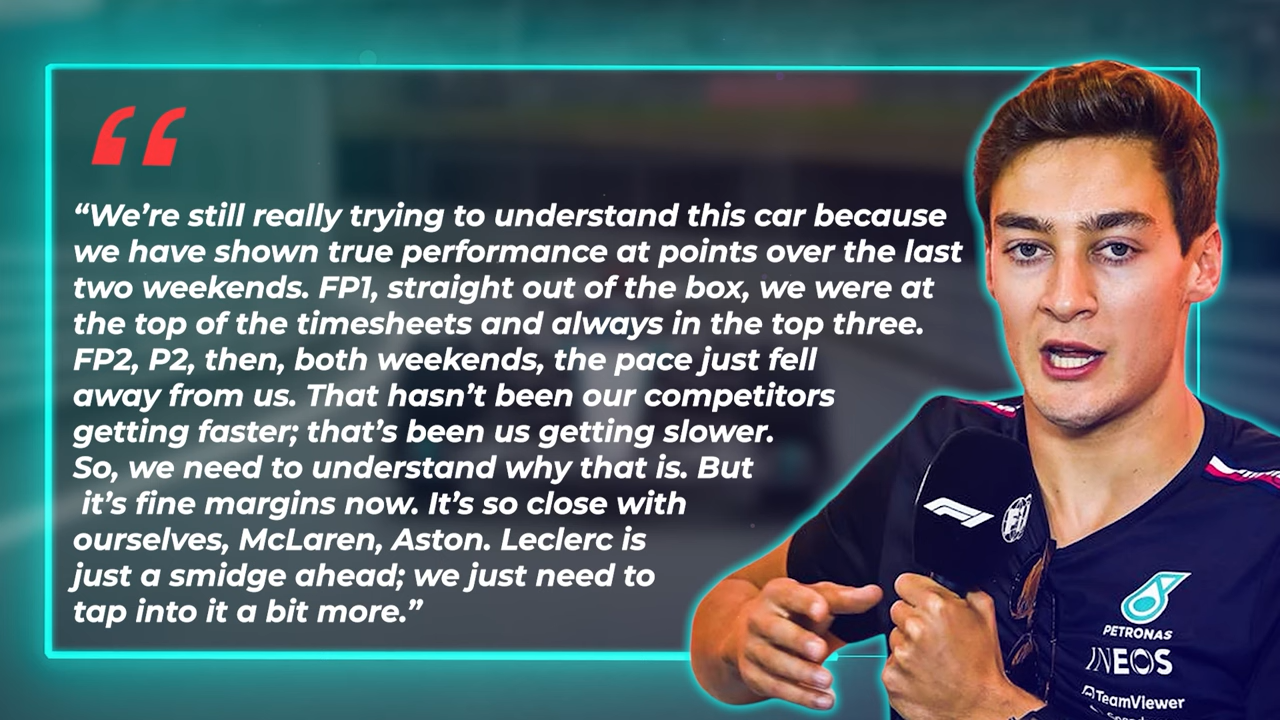 “We’re still really trying to understand this car because
we have shown true performance at points over the last
two weekends. FP1, straight out of the box, we were at
the top of the timesheets and always in the top three.
FP2, P2, then, both weekends, the pace just fell
away from us. That hasn’t been our competitors
getting faster; that’s been us getting slower.
So, we need to understand why that is. But
it’s fine margins now. It’s so close with
ourselves, McLaren, Aston. Leclerc is
just a smidge ahead; we just need to
tap into it a bit more.”
F1
PETRONAS
INEOS
TeamViewer